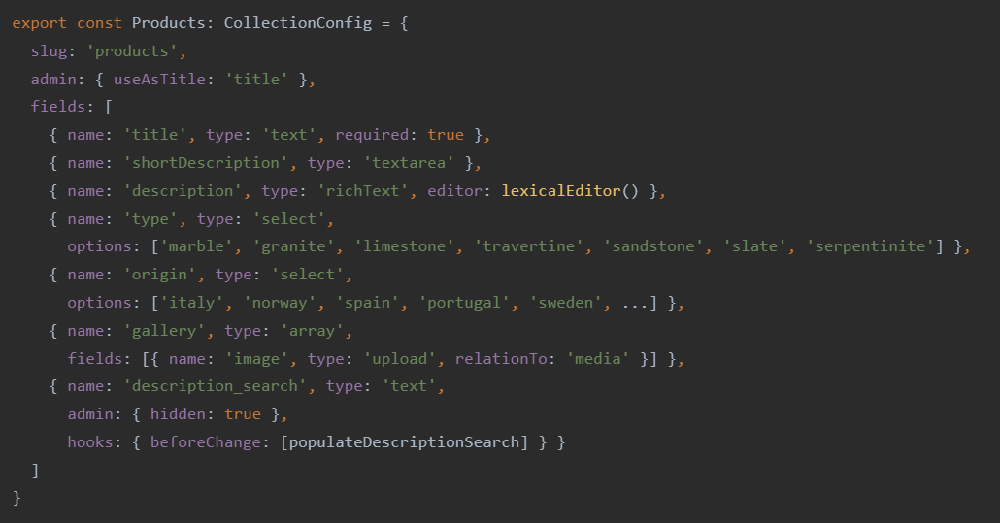 export const Products: CollectionConfig = {
  slug: 'products',
  admin: { useAsTitle: 'title' },
  fields: [
    { name: 'title', type: 'text', required: true },
    { name: 'shortDescription', type: 'textarea' },
    { name: 'description', type: 'richText', editor: lexicalEditor() },
    { name: 'type', type: 'select',
      options: ['marble', 'granite', 'limestone', 'travertine', 'sandstone', 'slate', 'serpentinite'] },
    { name: 'origin', type: 'select',
      options: ['italy', 'norway', 'spain', 'portugal', 'sweden', ...] },
    { name: 'gallery', type: 'array',
      fields: [{ name: 'image', type: 'upload', relationTo: 'media' }] },
    { name: 'description_search', type: 'text',
      admin: { hidden: true },
      hooks: { beforeChange: [populateDescriptionSearch] } }
  ]
}